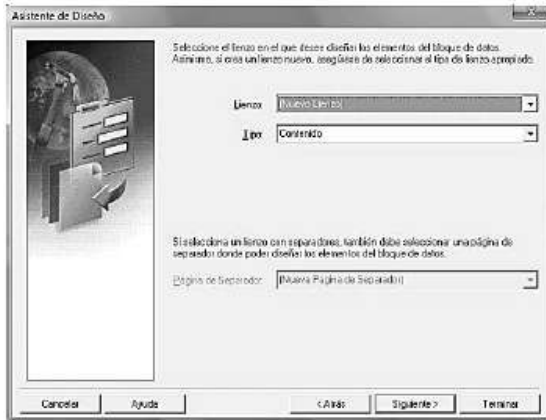 Asistente de Diseño
Seleccione el lienzo en el que desee diseñar los elementos del bloque de datos.
Asimismo, si crea un lienzo nuevo, asegúrese de seleccionar el tipo de lienzo apropiado.
Lienzo: (Nuevo Lienzo)
Tipo: Contenido
Si selecciona un lienzo con separadores, también debe seleccionar una página de
separador donde poder diseñar los elementos del bloque de datos.
Página de Separador: (Nueva Página de Separador)
Cancelar Ayuda < Atrás Siguiente > Terminar